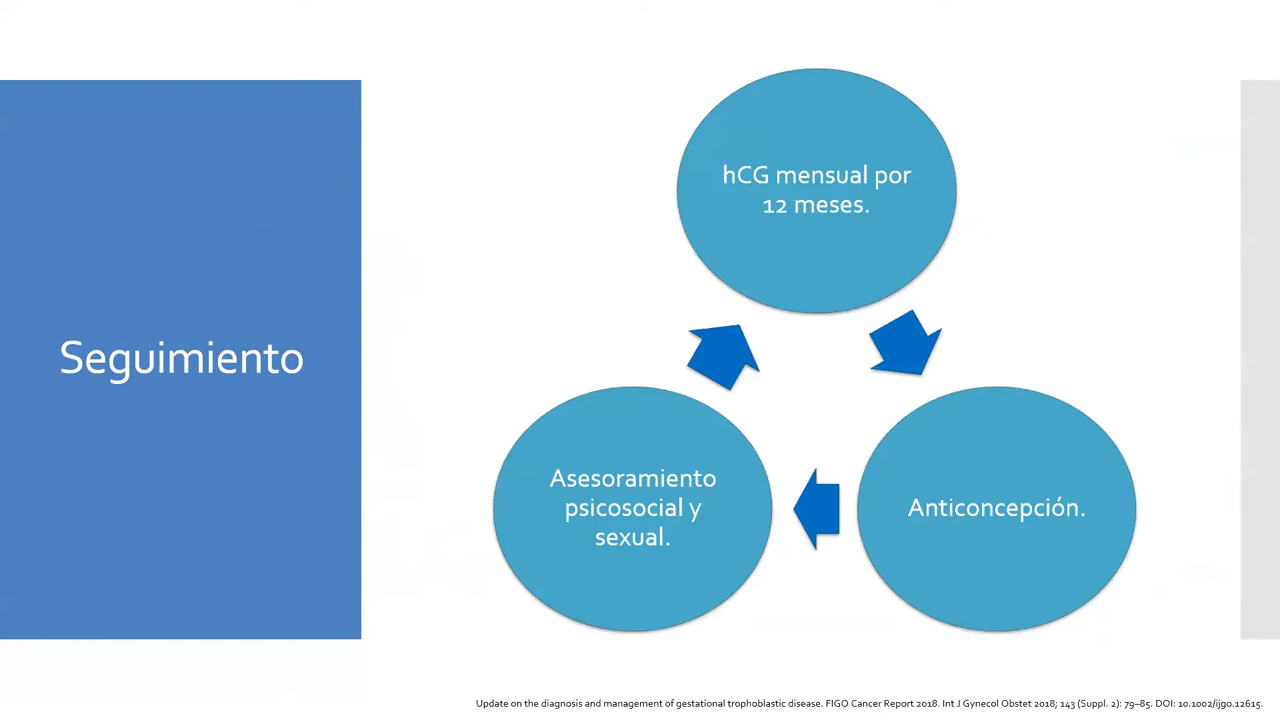 Seguimiento
hCG mensual por
12 meses.
Anticoncepción.
Asesoramiento
psicosocial y
sexual.
Update on the diagnosis and management of gestational trophoblastic disease. FIGO Cancer Report 2018. Int J Gynecol Obstet 2018; 143 (Suppl. 2): 79–85. DOI: 10.1002/ijgo.12615.